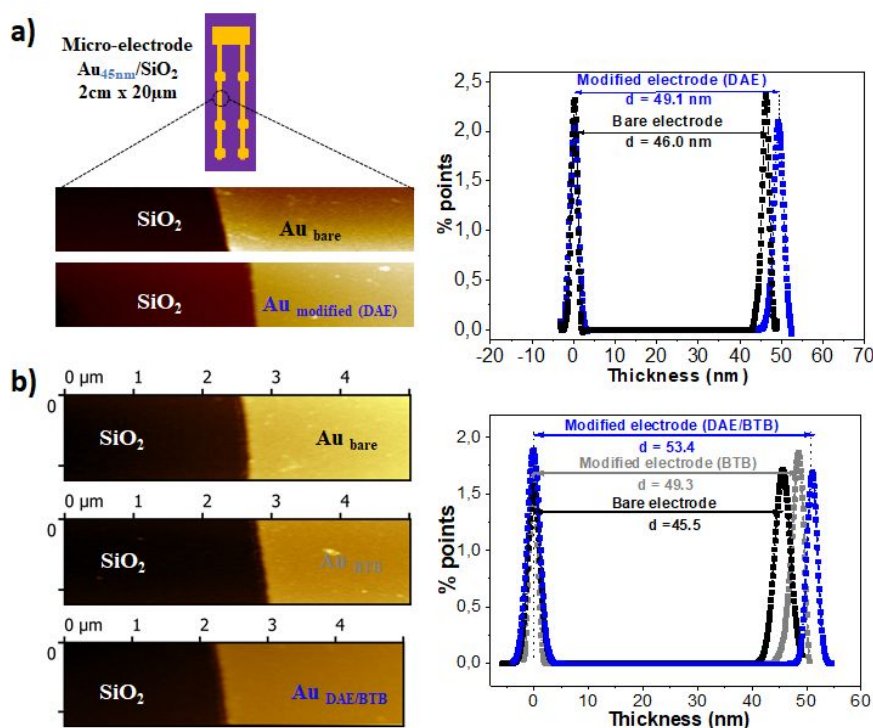 a)
Micro-electrode
Au45nm/SiO2
2cm x 20µm
SiO2
Au bare
SiO2
Au modified (DAE)
2,5
2,0
1,5
1,0
0,5
0,0
% points
Modified electrode (DAE)
d = 49.1 nm
Bare electrode
d = 46.0 nm
-20 -10 0 10 20 30 40 50 60 70
Thickness (nm)
b)
0 µm 1 2 3 4
0
SiO2
Au bare
0 µm 1 2 3 4
0
SiO2
Au BTB
0 µm 1 2 3 4
0
SiO2
Au DAE/BTB
2,0
1,5
1,0
0,5
0,0
% points
Modified electrode (DAE/BTB)
d = 53.4
Modified electrode (BTB)
d = 49.3
Bare electrode
d =45.5
0 10 20 30 40 50 60
Thickness (nm)